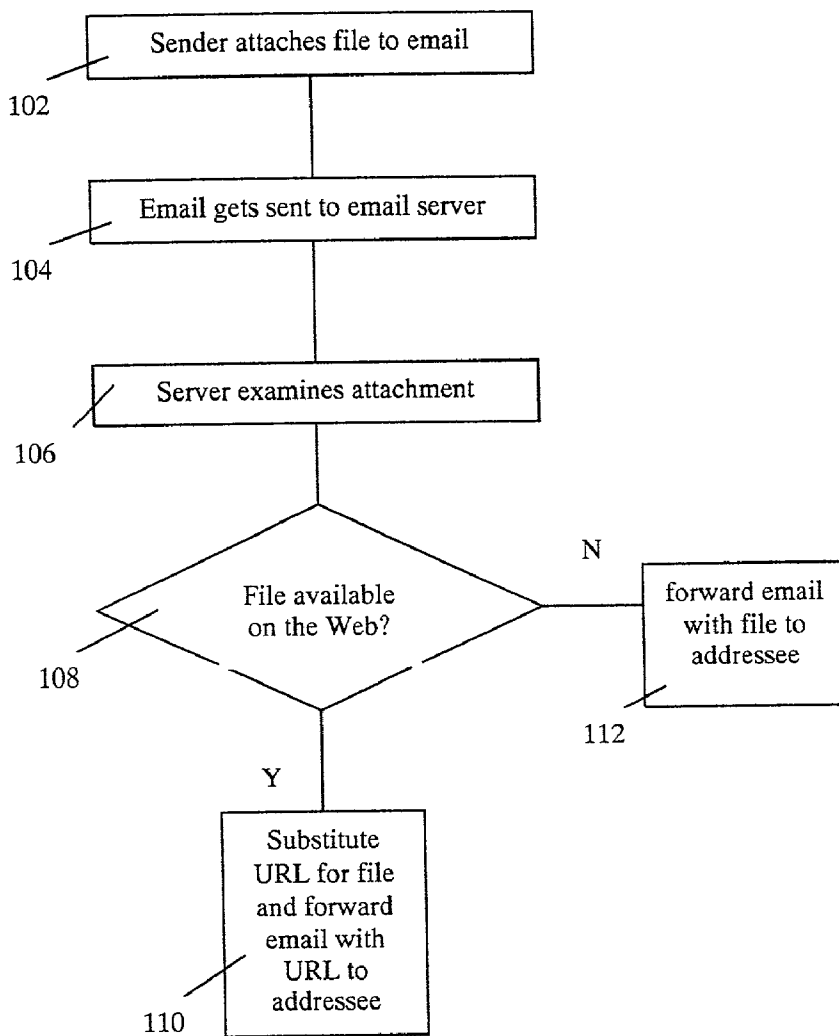 Sender attaches file to email
102
Email gets sent to email server
104
Server examines attachment
106
File available
on the Web?
108
N
forward email
with file to
addressee
112
Y
Substitute
URL for file
and forward
email with
URL to
addressee
110